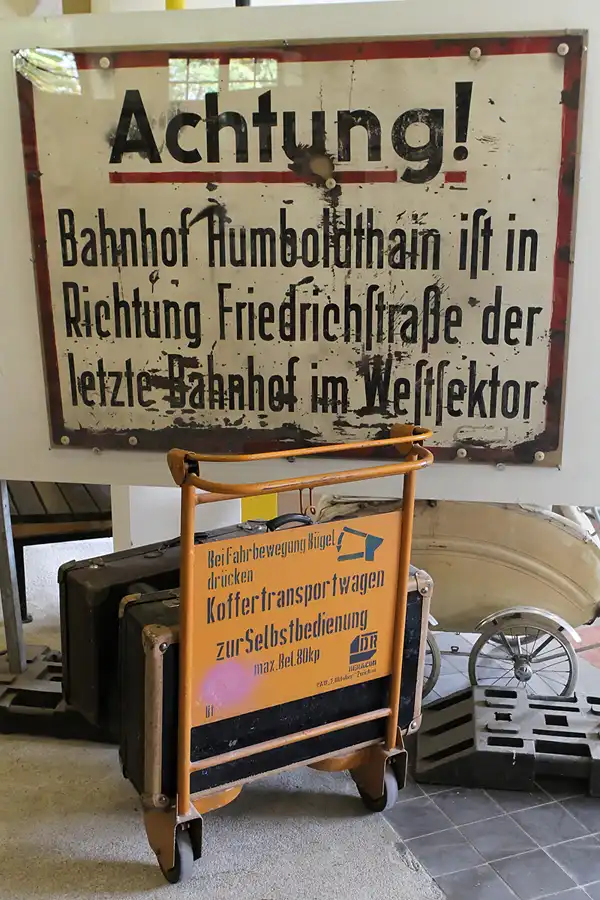 Achtung!
Bahnhof Humboldthain iſt in
Richtung Friedrichſtraße der
letzte Bahnhof im Weſtſektor
Bei Fahrbewegung Bügel
drücken
Koffertransportwagen
zur Selbstbedienung
max. Bel. 80kp
DR